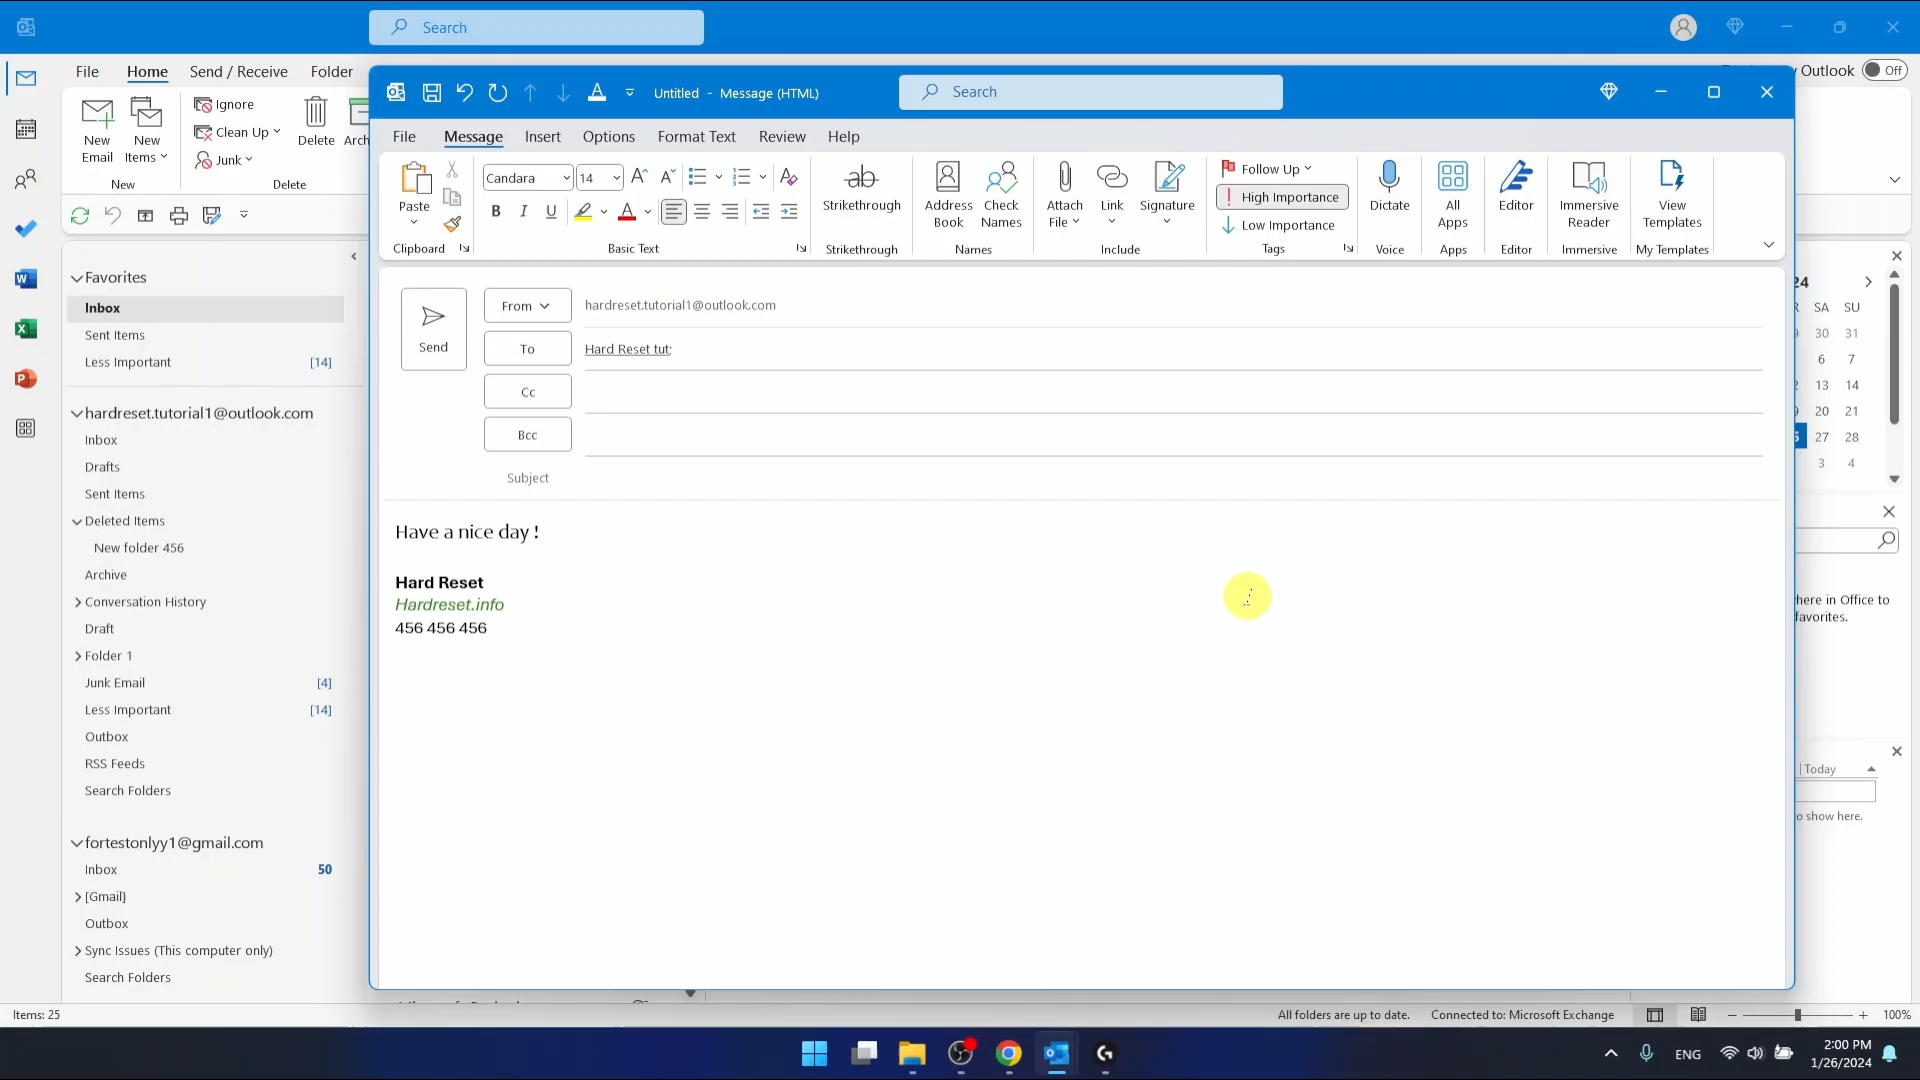 Search
File Home Send / Receive Folder
Outlook Off
New Email
New Items
New
Ignore
Clean Up
Junk
Delete
Delete
Untitled - Message (HTML)
Search
File Message Insert Options Format Text Review Help
Paste
Clipboard
Candara 14
B I U
Basic Text
Strikethrough
Strikethrough
Address Book
Check Names
Names
Attach File
Link
Signature
Include
Follow Up
High Importance
Low Importance
Tags
Dictate
Voice
All Apps
Apps
Editor
Editor
Immersive Reader
Immersive
View Templates
My Templates
Send
From hardreset.tutorial1@outlook.com
To Hard Reset tut;
Cc
Bcc
Subject
Have a nice day !
Hard Reset
Hardreset.info
456 456 456
Favorites
Inbox
Sent Items
Less Important [14]
hardreset.tutorial1@outlook.com
Inbox
Drafts
Sent Items
Deleted Items
New folder 456
Archive
Conversation History
Draft
Folder 1
Junk Email [4]
Less Important [14]
Outbox
RSS Feeds
Search Folders
fortestonlyy1@gmail.com
Inbox 50
[Gmail]
Outbox
Sync Issues (This computer only)
Search Folders
24
SA SU
30 31
6 7
13 14
20 21
27 28
3 4
here in Office to
favorites.
Today
to show here.
Items: 25
All folders are up to date. Connected to: Microsoft Exchange 100%
ENG
2:00 PM
1/26/2024